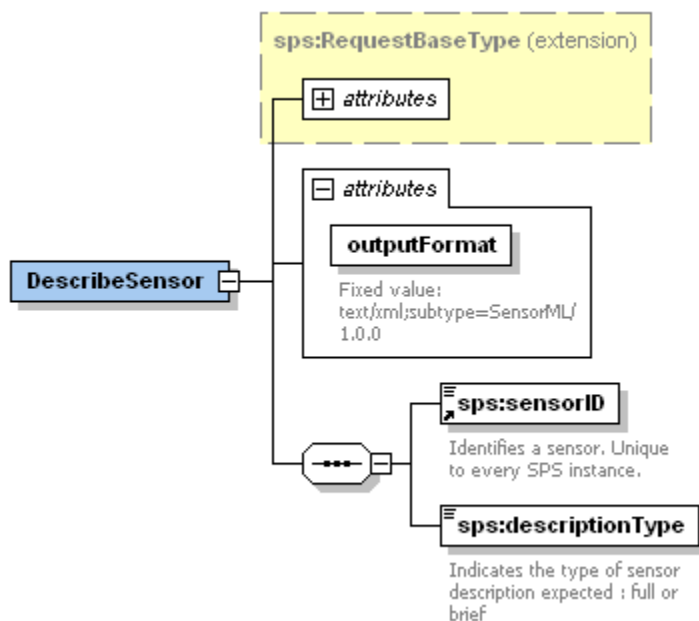 sps:RequestBaseType (extension)
attributes
attributes
outputFormat
Fixed value:
text/xml;subtype=SensorML/
1.0.0
DescribeSensor
sps:sensorID
Identifies a sensor. Unique
to every SPS instance.
sps:descriptionType
Indicates the type of sensor
description expected : full or
brief